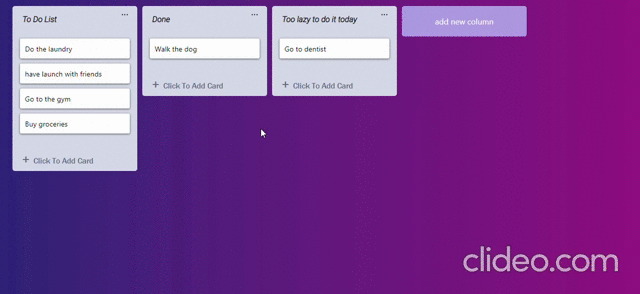 To Do List
...
Do the laundry
have launch with friends
Go to the gym
Buy groceries
+ Click To Add Card
Done
...
Walk the dog
+ Click To Add Card
Too lazy to do it today
...
Go to dentist
+ Click To Add Card
add new column
clideo.com